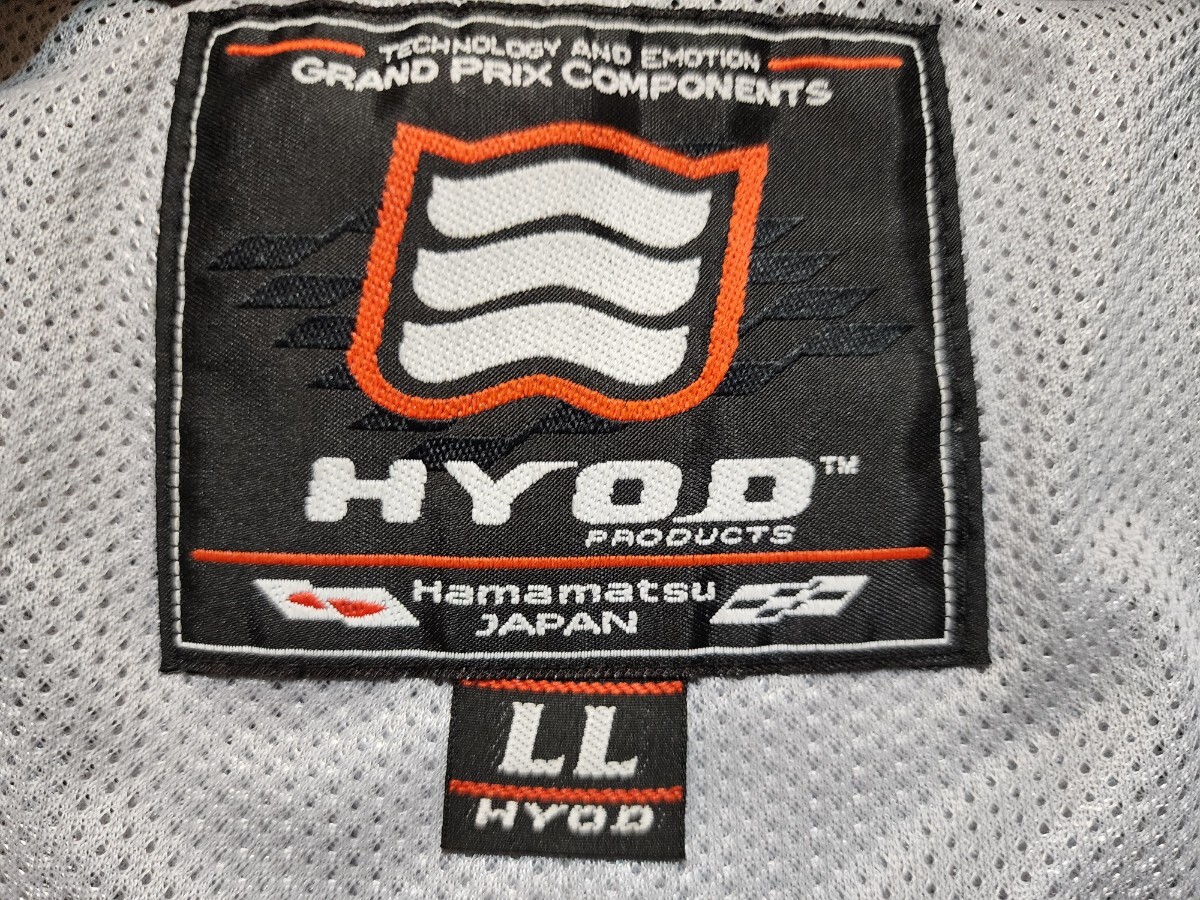 TECHNOLOGY AND EMOTION
GRAND PRIX COMPONENTS
HYOD™
PRODUCTS
Hamamatsu
JAPAN
LL
HYOD